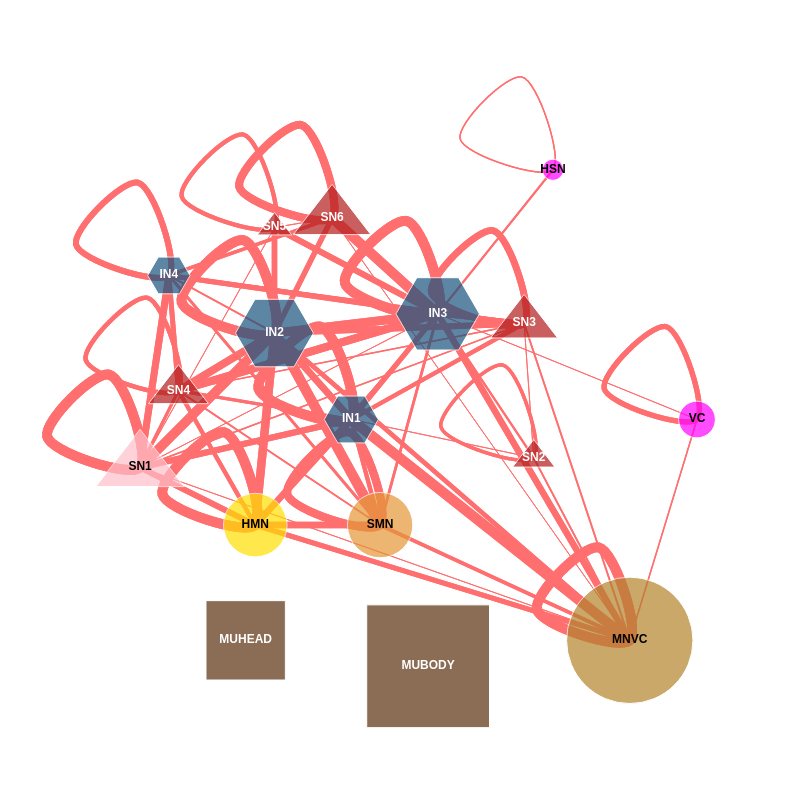 HSN
SN6
SN5
IN4
IN3
SN3
IN2
SN4
IN1
VC
SN2
SN1
HMN
SMN
MUHEAD
MNVC
MUBODY